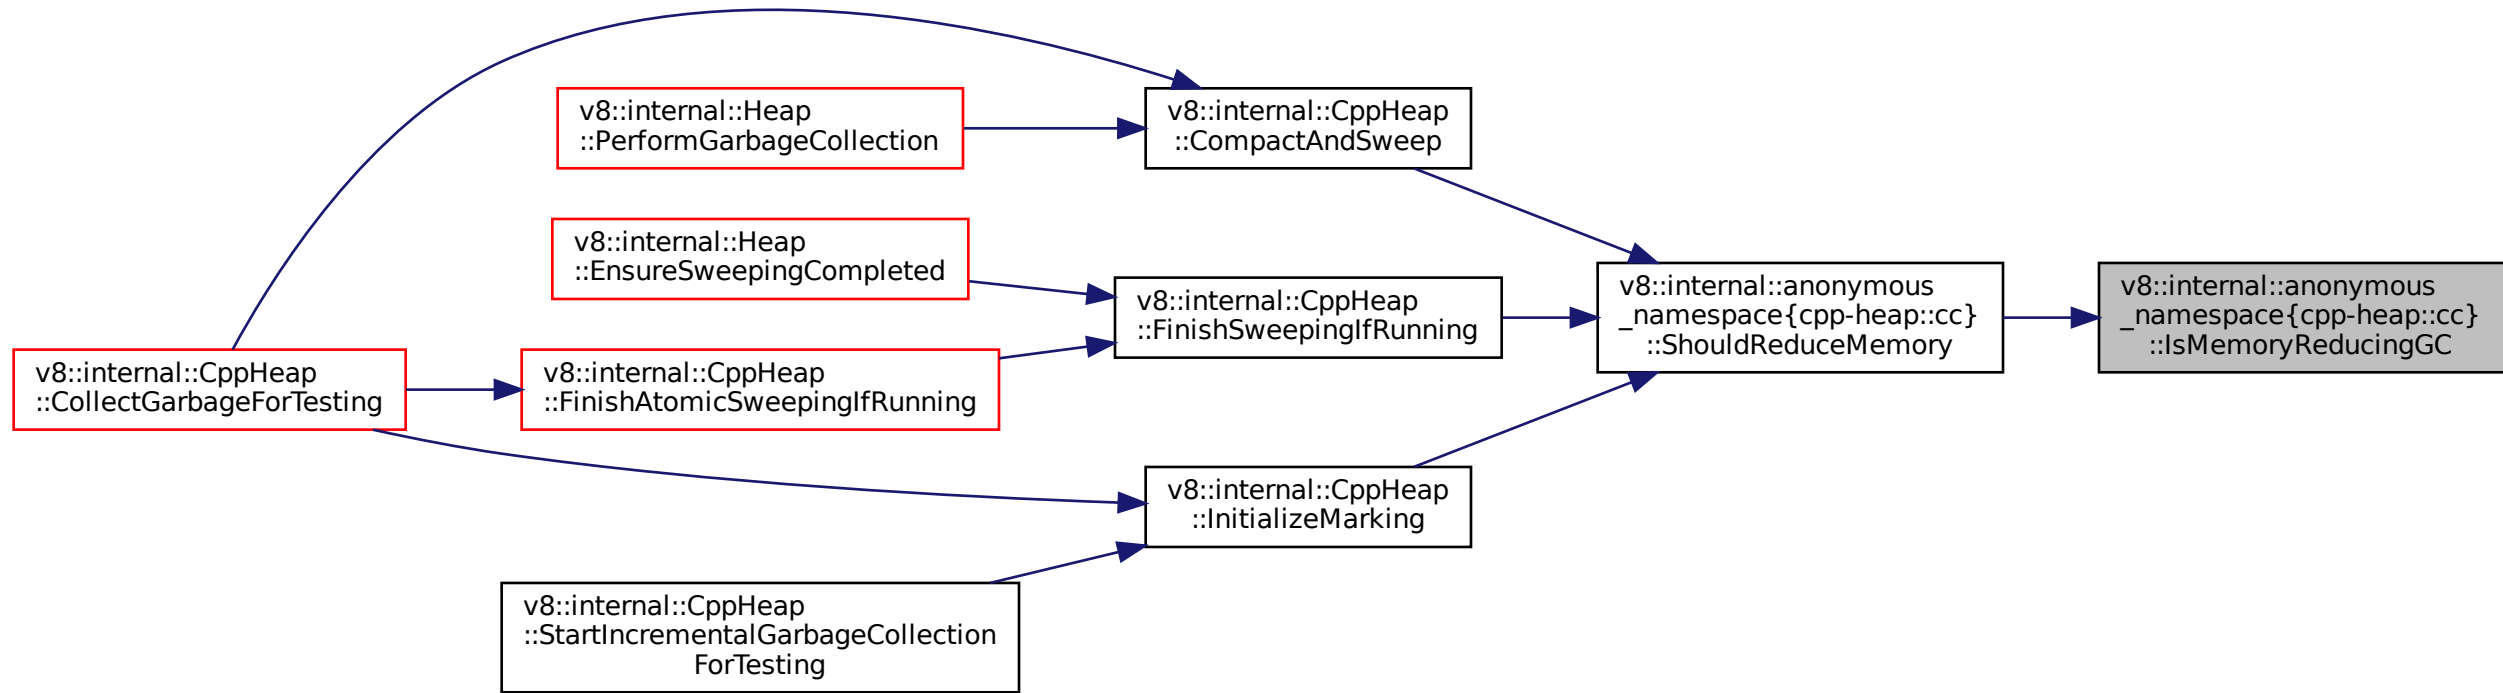 v8::internal::Heap
::PerformGarbageCollection
v8::internal::CppHeap
::CompactAndSweep
v8::internal::Heap
::EnsureSweepingCompleted
v8::internal::CppHeap
::FinishSweepingIfRunning
v8::internal::anonymous
_namespace{cpp-heap::cc}
::ShouldReduceMemory
v8::internal::anonymous
_namespace{cpp-heap::cc}
::IsMemoryReducingGC
v8::internal::CppHeap
::CollectGarbageForTesting
v8::internal::CppHeap
::FinishAtomicSweepingIfRunning
v8::internal::CppHeap
::InitializeMarking
v8::internal::CppHeap
::StartIncrementalGarbageCollection
ForTesting